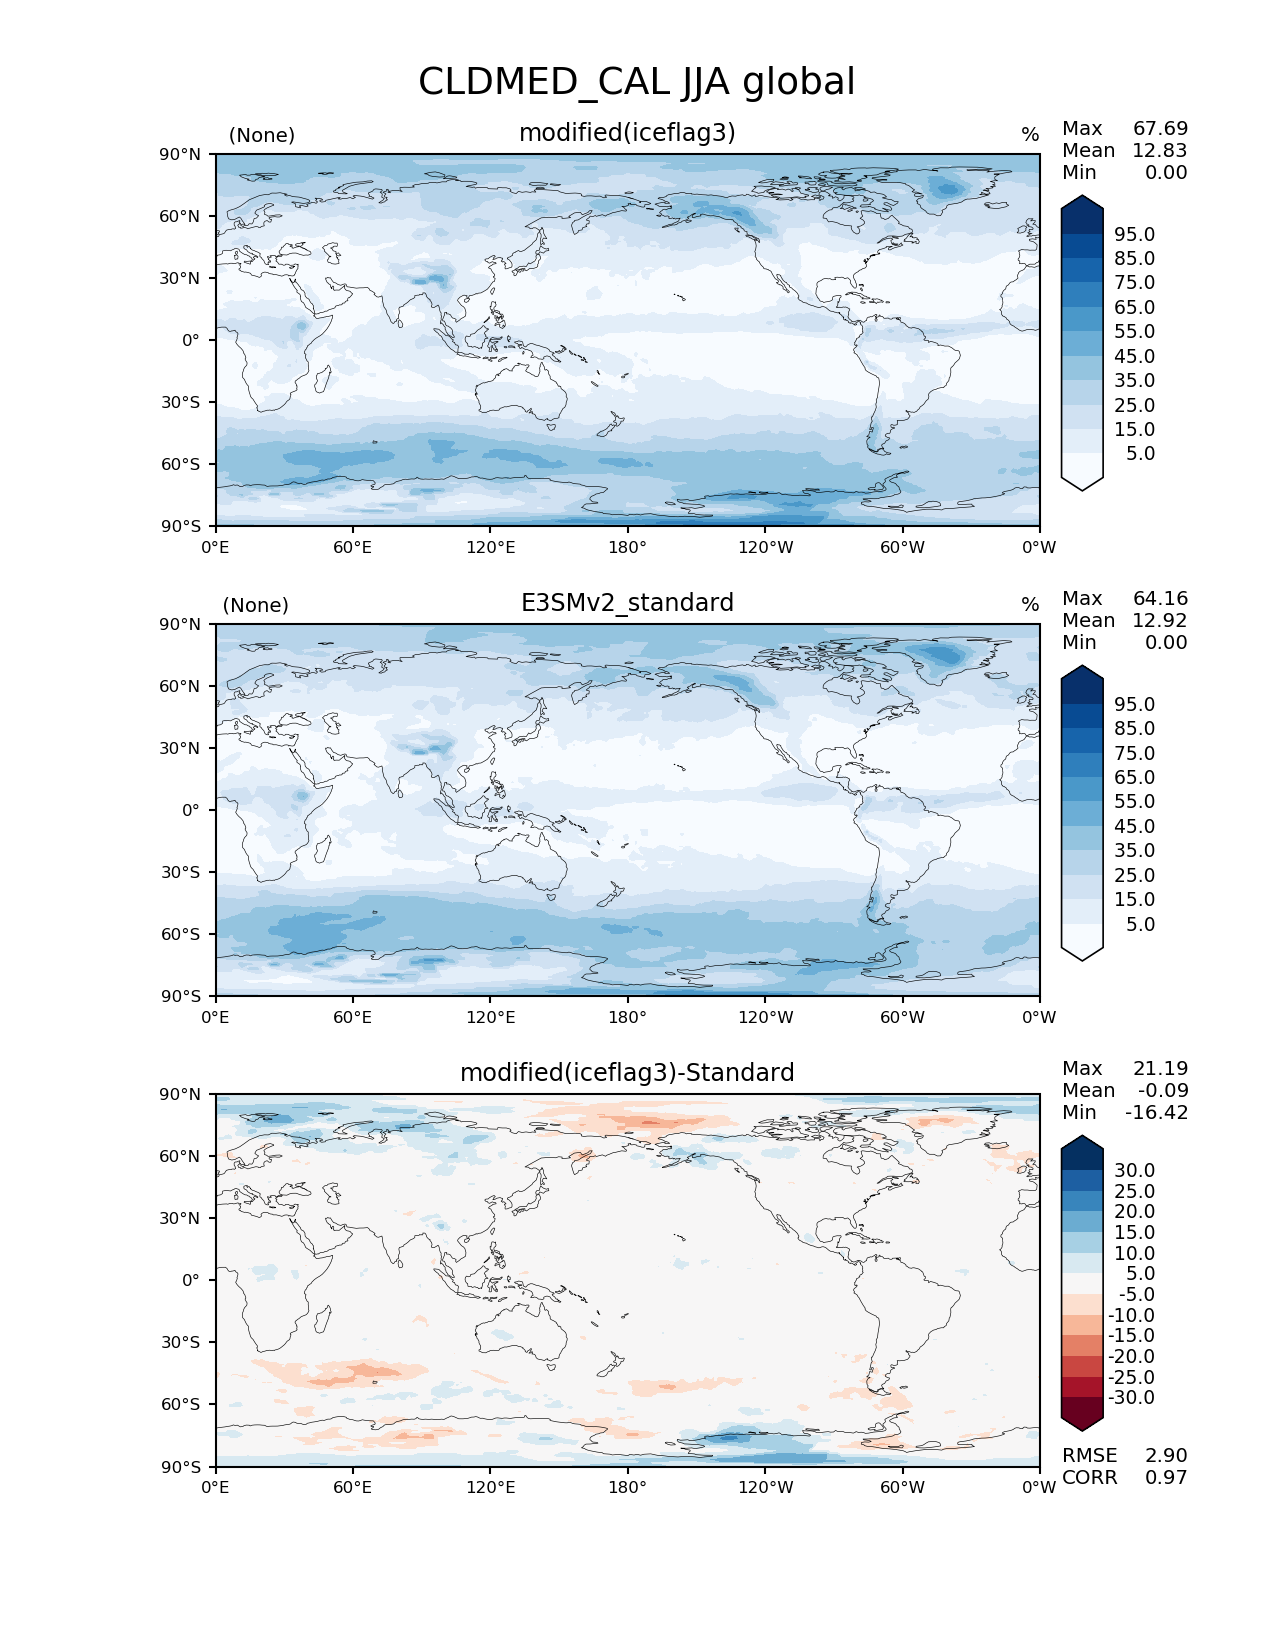 CLDMED_CAL JJA global
(None) modified(iceflag3) %
Max 67.69
Mean 12.83
Min 0.00
90°N
60°N
30°N
0°
30°S
60°S
90°S
0°E 60°E 120°E 180° 120°W 60°W 0°W
95.0
85.0
75.0
65.0
55.0
45.0
35.0
25.0
15.0
5.0
(None) E3SMv2_standard %
Max 64.16
Mean 12.92
Min 0.00
90°N
60°N
30°N
0°
30°S
60°S
90°S
0°E 60°E 120°E 180° 120°W 60°W 0°W
95.0
85.0
75.0
65.0
55.0
45.0
35.0
25.0
15.0
5.0
modified(iceflag3)-Standard
Max 21.19
Mean -0.09
Min -16.42
90°N
60°N
30°N
0°
30°S
60°S
90°S
0°E 60°E 120°E 180° 120°W 60°W 0°W
30.0
25.0
20.0
15.0
10.0
5.0
-5.0
-10.0
-15.0
-20.0
-25.0
-30.0
RMSE 2.90
CORR 0.97